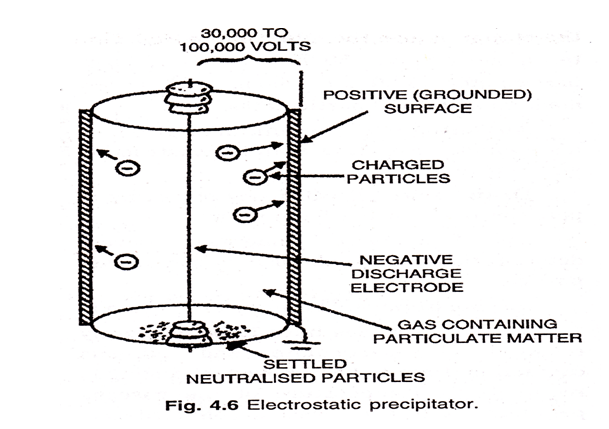 30,000 TO
100,000 VOLTS
POSITIVE (GROUNDED)
SURFACE
CHARGED
PARTICLES
NEGATIVE
DISCHARGE
ELECTRODE
GAS CONTAINING
PARTICULATE MATTER
SETTLED
NEUTRALISED PARTICLES
Fig. 4.6 Electrostatic precipitator.